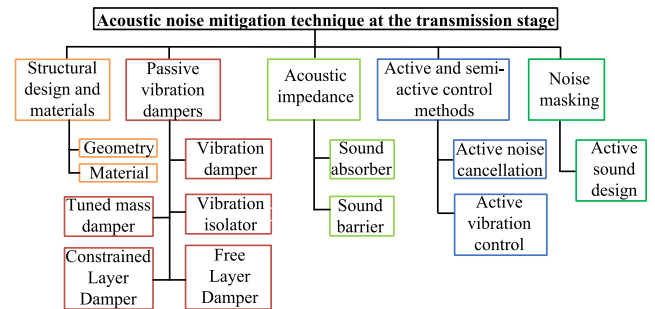 Acoustic noise mitigation technique at the transmission stage
Structural
design and
materials
Geometry
Material
Passive
vibration
dampers
Vibration
damper
Tuned mass
damper
Vibration
isolator
Constrained
Layer
Damper
Free
Layer
Damper
Acoustic
impedance
Sound
absorber
Sound
barrier
Active and semi-
active control
methods
Active noise
cancellation
Active
vibration
control
Noise
masking
Active
sound
design